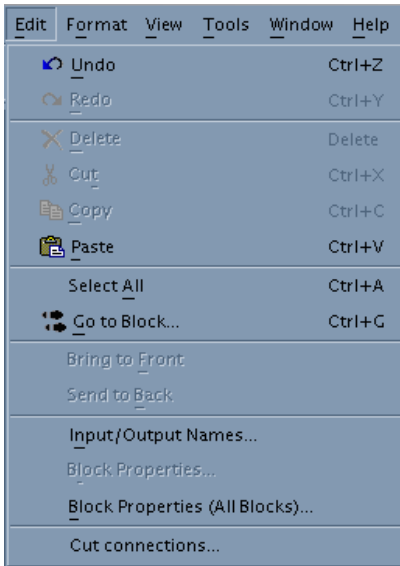 Edit Format View Tools Window Help
Undo Ctrl+Z
Redo Ctrl+Y
Delete Delete
Cut Ctrl+X
Copy Ctrl+C
Paste Ctrl+V
Select All Ctrl+A
Go to Block... Ctrl+G
Bring to Front
Send to Back
Input/Output Names...
Block Properties...
Block Properties (All Blocks)...
Cut connections...